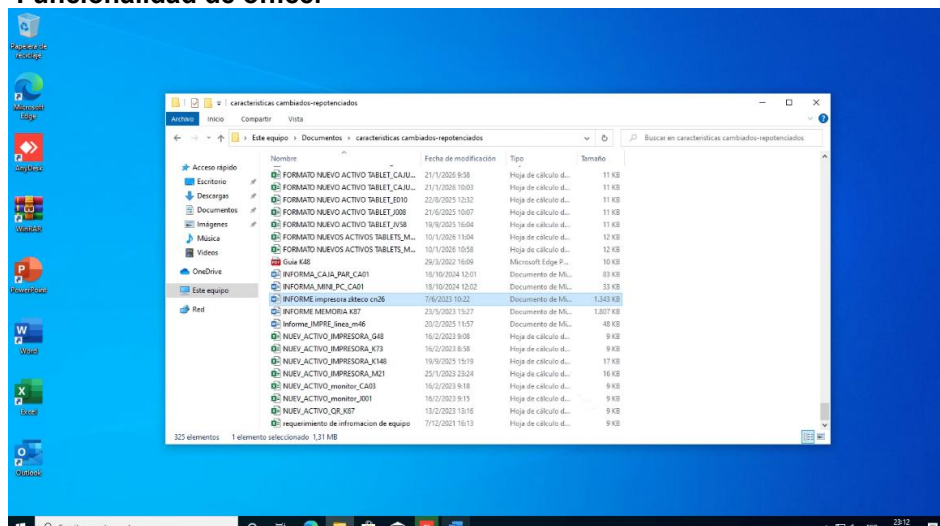 Funcionalidad de office.
Papelera de
reciclaje
Microsoft
Edge
AnyDesk
WinRAR
PowerPoint
Word
Excel
Outlook
caracteristicas cambiados-repotenciados
Archivo Inicio Compartir Vista
Este equipo > Documentos > caracteristicas cambiados-repotenciados
Buscar en caracteristicas cambiados-repotenciados
Acceso rápido
Escritorio
Descargas
Documentos
Imágenes
Música
Videos
OneDrive
Este equipo
Red
Nombre Fecha de modificación Tipo Tamaño
FORMATO NUEVO ACTIVO TABLET_CAJU... 21/1/2026 9:58 Hoja de cálculo d... 11 KB
FORMATO NUEVO ACTIVO TABLET_CAJU... 21/1/2026 10:03 Hoja de cálculo d... 11 KB
FORMATO NUEVO ACTIVO TABLET_E010 22/8/2025 12:32 Hoja de cálculo d... 11 KB
FORMATO NUEVO ACTIVO TABLET_J008 21/6/2025 10:07 Hoja de cálculo d... 11 KB
FORMATO NUEVO ACTIVO TABLET_JV58 19/9/2025 16:04 Hoja de cálculo d... 11 KB
FORMATO NUEVOS ACTIVOS TABLETS_M... 10/1/2026 11:04 Hoja de cálculo d... 12 KB
FORMATO NUEVOS ACTIVOS TABLETS_M... 10/1/2026 10:58 Hoja de cálculo d... 12 KB
Guia K48 29/3/2022 16:09 Microsoft Edge P... 10 KB
INFORMA_CAJA_PAR_CA01 18/10/2024 12:01 Documento de Mi... 83 KB
INFORMA_MINI_PC_CA01 18/10/2024 12:02 Documento de Mi... 33 KB
INFORME impresora zkteco cn26 7/6/2023 10:22 Documento de Mi... 1.343 KB
INFORME MEMORIA K87 23/5/2023 15:27 Documento de Mi... 1.807 KB
Informe_IMPRE_linea_m46 20/2/2025 11:57 Documento de Mi... 48 KB
NUEV_ACTIVO_IMPRESORA_G48 16/2/2023 9:08 Hoja de cálculo d... 9 KB
NUEV_ACTIVO_IMPRESORA_K73 16/2/2023 8:58 Hoja de cálculo d... 9 KB
NUEV_ACTIVO_IMPRESORA_K148 19/9/2025 15:19 Hoja de cálculo d... 17 KB
NUEV_ACTIVO_IMPRESORA_M21 25/1/2023 23:24 Hoja de cálculo d... 16 KB
NUEV_ACTIVO_monitor_CA03 16/2/2023 9:18 Hoja de cálculo d... 9 KB
NUEV_ACTIVO_monitor_J001 16/2/2023 9:15 Hoja de cálculo d... 9 KB
NUEV_ACTIVO_QR_K67 13/2/2023 13:16 Hoja de cálculo d... 9 KB
requerimiento de infromacion de equipo 7/12/2021 16:13 Hoja de cálculo d... 9 KB
325 elementos 1 elemento seleccionado 1,31 MB
23:12